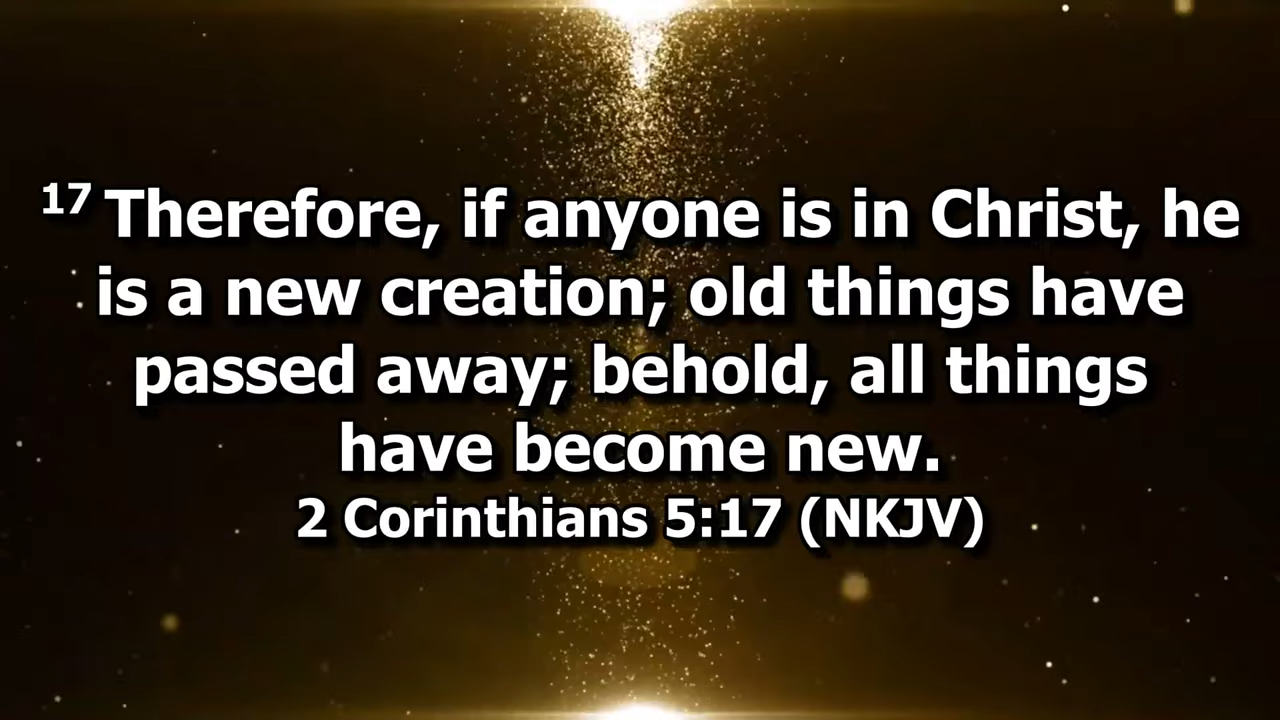 17 Therefore, if anyone is in Christ, he
is a new creation; old things have
passed away; behold, all things
have become new.
2 Corinthians 5:17 (NKJV)